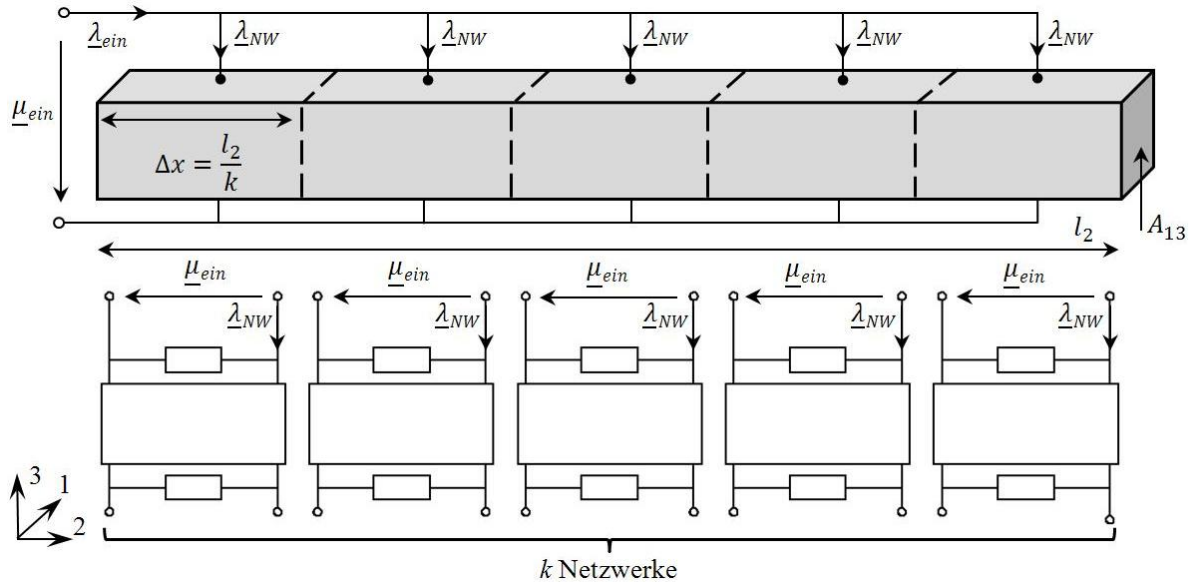 λ_ein λ_NW λ_NW λ_NW λ_NW λ_NW
μ_ein
Δx = l₂/k
l₂ A₁₃
μ_ein μ_ein μ_ein μ_ein μ_ein
λ_NW λ_NW λ_NW λ_NW λ_NW
3 1
2
k Netzwerke